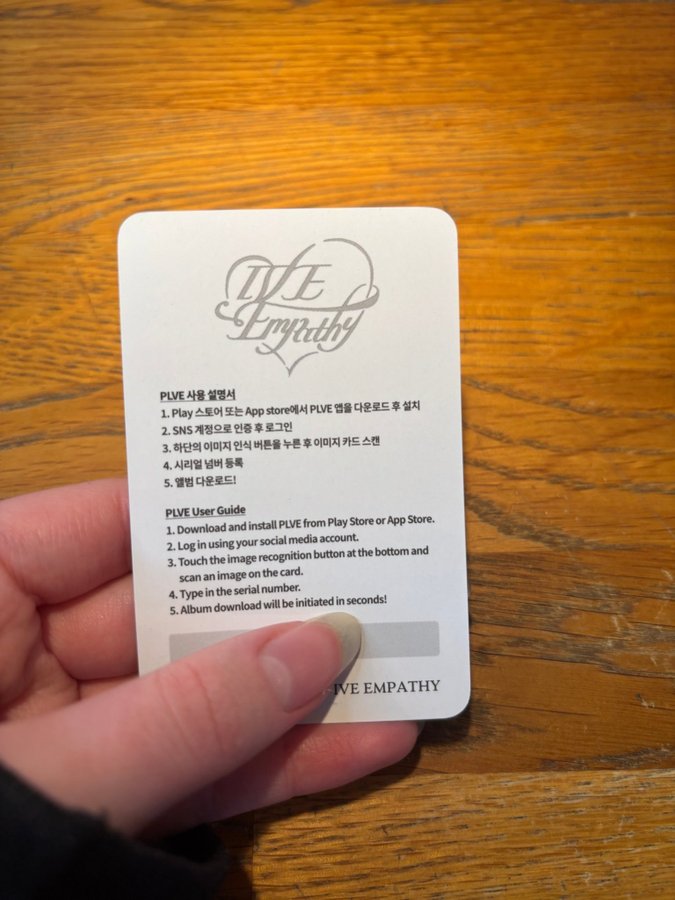 IVE
Empathy
PLVE 사용 설명서
1. Play 스토어 또는 App store에서 PLVE 앱을 다운로드 후 설치
2. SNS 계정으로 인증 후 로그인
3. 하단의 이미지 인식 버튼을 누른 후 이미지 카드 스캔
4. 시리얼 넘버 등록
5. 앨범 다운로드!
PLVE User Guide
1. Download and install PLVE from Play Store or App Store.
2. Log in using your social media account.
3. Touch the image recognition button at the bottom and
scan an image on the card.
4. Type in the serial number.
5. Album download will be initiated in seconds!
-IVE EMPATHY